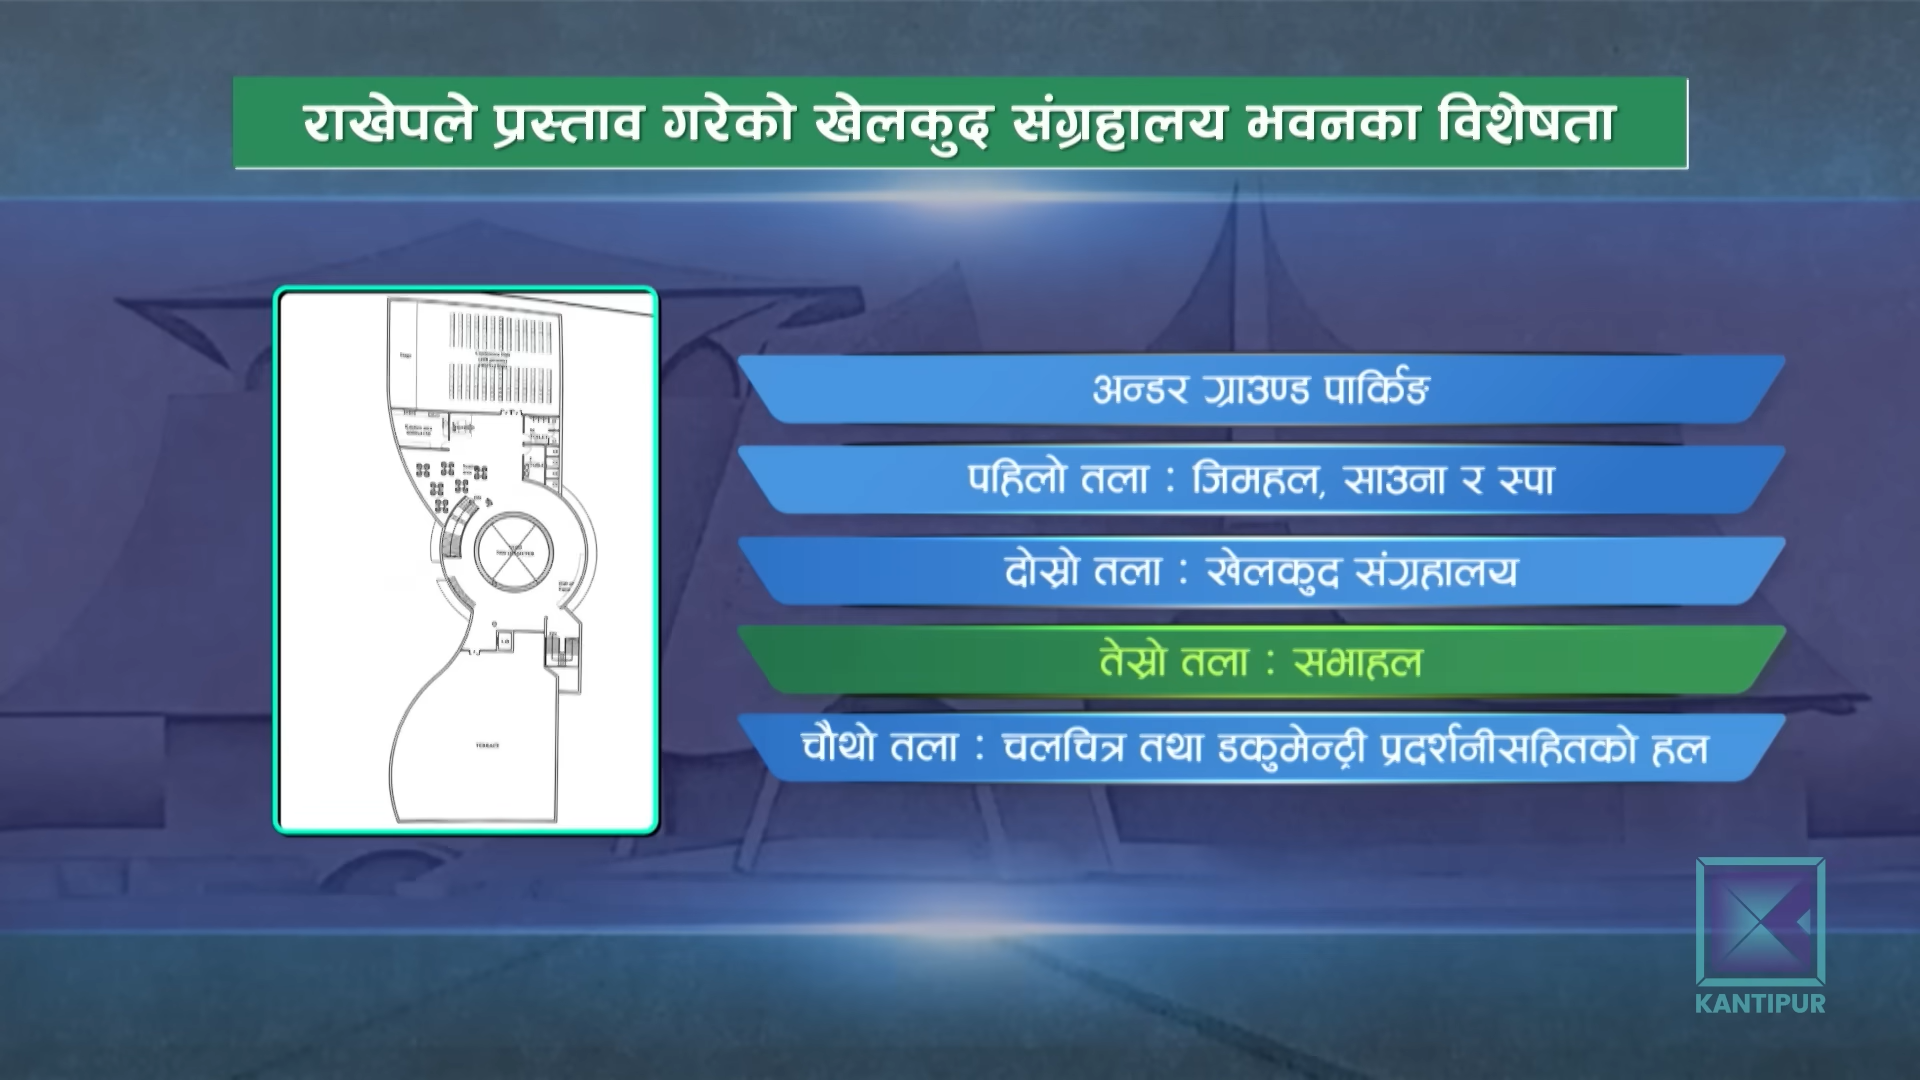 राखेपले प्रस्ताव गरेको खेलकुद संग्रहालय भवनका विशेषता
अन्डर ग्राउण्ड पार्किङ
पहिलो तला : जिमहल, साउना र स्पा
दोस्रो तला : खेलकुद संग्रहालय
तेस्रो तला : सभाहल
चौथो तला : चलचित्र तथा डकुमेन्ट्री प्रदर्शनीसहितको हल
TERRACE
KANTIPUR